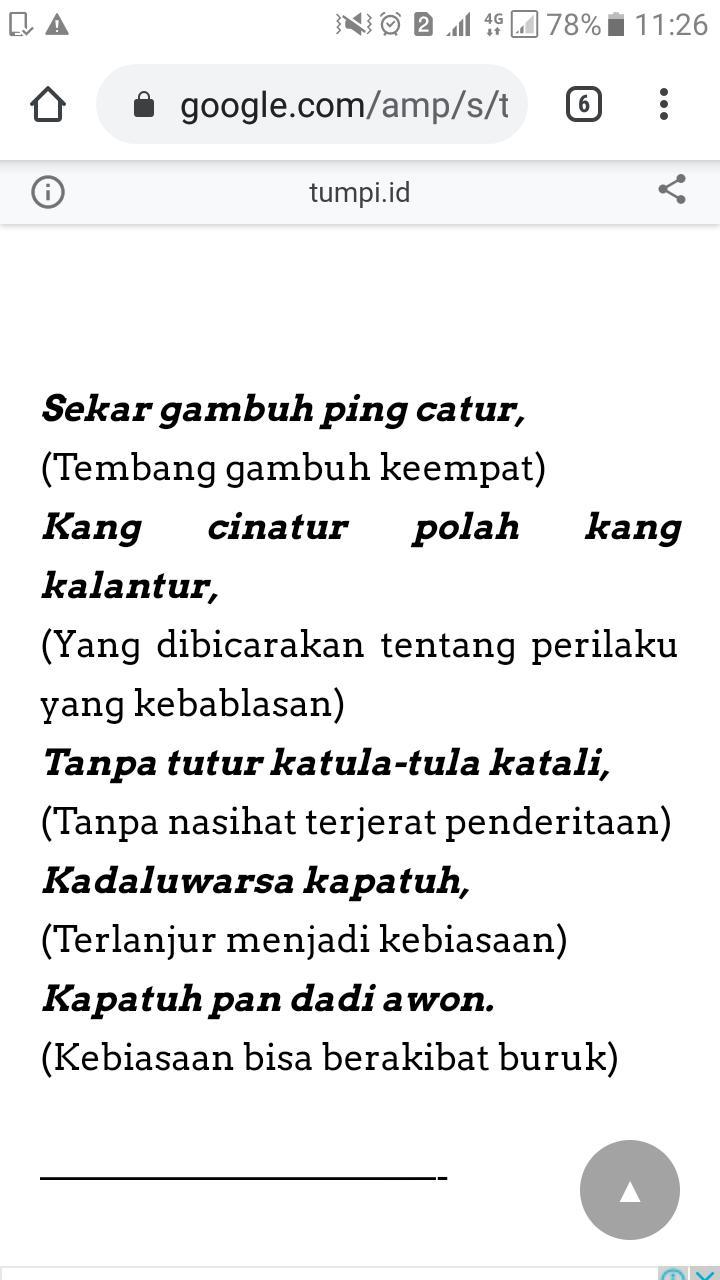 4G 78% 11:26
2
google.com/amp/s/t
6
tumpi.id
Sekar gambuh ping catur,
(Tembang gambuh keempat)
Kang cinatur polah kang
kalantur,
(Yang dibicarakan tentang perilaku
yang kebablasan)
Tanpa tutur katula-tula katali,
(Tanpa nasihat terjerat penderitaan)
Kadaluwarsa kapatuh,
(Terlanjur menjadi kebiasaan)
Kapatuh pan dadi awon.
(Kebiasaan bisa berakibat buruk)